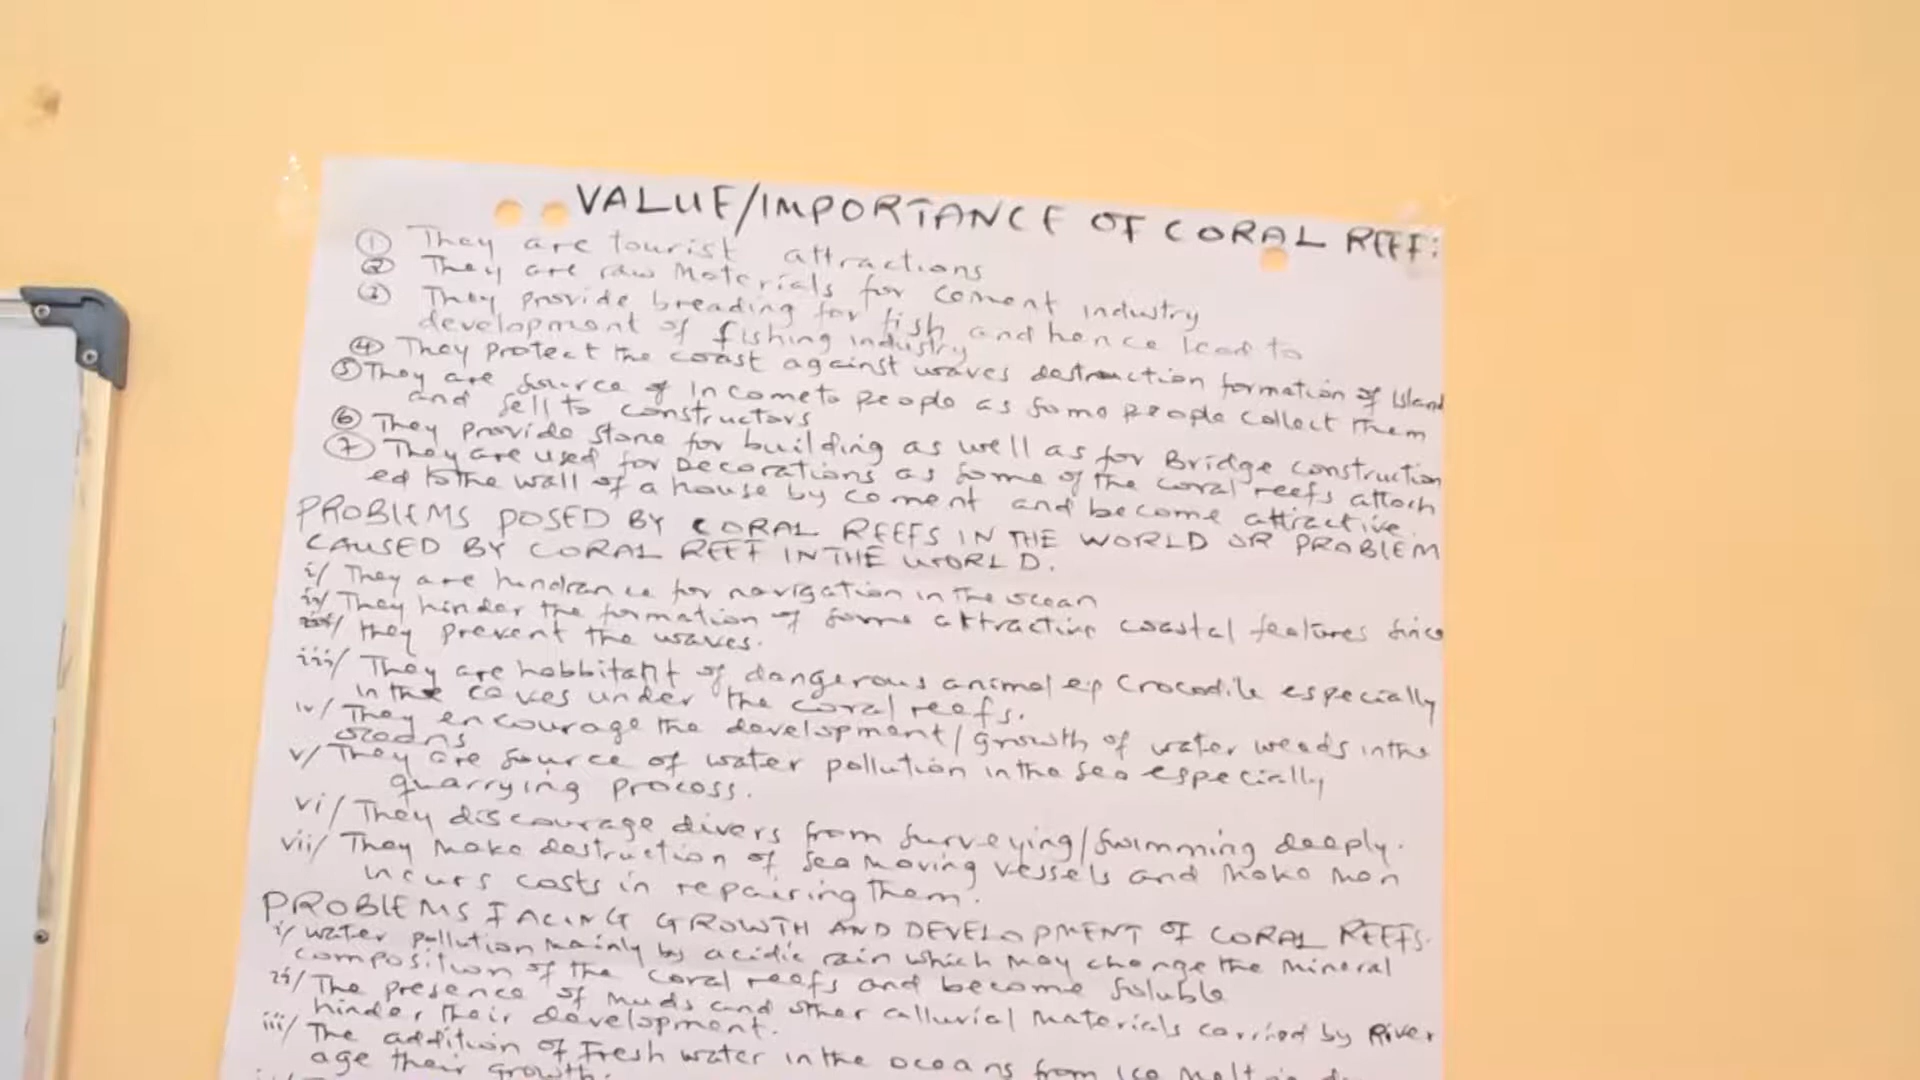 VALUE/IMPORTANCE OF CORAL REEF:
① They are tourist attractions
② They are raw Materials for cement industry
③ They provide breading for fish and hence lead to
development of fishing industry
④ They protect the coast against waves destruction formation of Island
⑤ They are source of income to people as some people collect them
and sell to constructors
⑥ They provide stone for building as well as for Bridge construction
⑦ They are used for Decorations as some of the coral reefs attach
ed to the wall of a house by cement and become attractive.
PROBLEMS POSED BY CORAL REEFS IN THE WORLD OR PROBLEM
CAUSED BY CORAL REEF IN THE WORLD.
i/ They are hindrance for navigation in the ocean
ii/ They hinder the formation of some attractive coastal features since
they prevent the waves.
iii/ They are habbitant of dangerous animal eg Crocodile especially
in the caves under the coral reefs.
iv/ They encourage the development/growth of water weeds in the
oceans
v/ They are source of water pollution in the sea especially
quarrying process.
vi/ They discourage divers from surveying/swimming deeply.
vii/ They make destruction of sea moving vessels and make men
incurs costs in repairing them.
PROBLEMS FACING GROWTH AND DEVELOPMENT OF CORAL REEFS.
i/ water pollution mainly by acidic rain which may change the mineral
composition of the coral reefs and become soluble
ii/ The presence of muds and other alluvial materials carried by River
hinder their development.
iii/ The addition of Fresh water in the oceans from ice
age their growth.